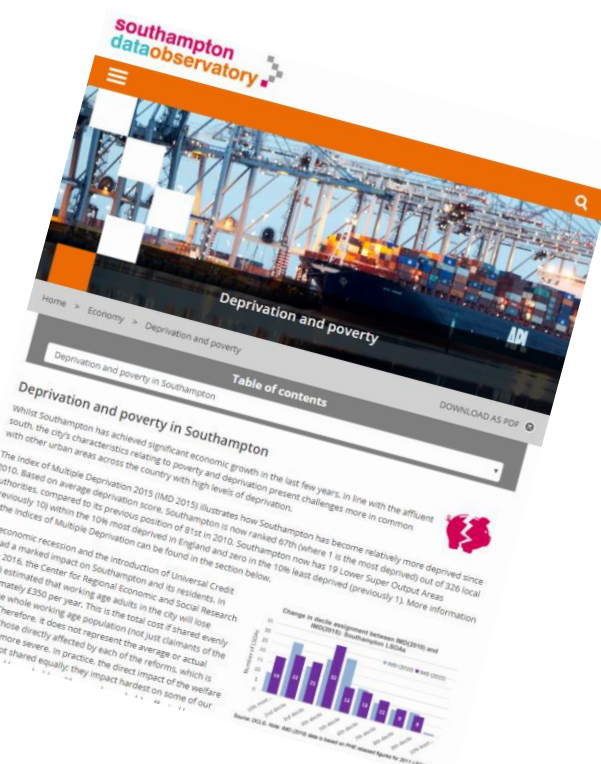 southampton
dataobservatory
APL
Deprivation and poverty
Home > Economy > Deprivation and poverty
DOWNLOAD AS PDF
Table of contents
Deprivation and poverty in Southampton
Deprivation and poverty in Southampton
Whilst Southampton has achieved significant economic growth in the last few years, in line with the affluent
south, the city's characteristics relating to poverty and deprivation present challenges more in common
with other urban areas across the country with high levels of deprivation.
The Index of Multiple Deprivation 2015 (IMD 2015) illustrates how Southampton has become relatively more deprived since
2010. Based on average deprivation score, Southampton is now ranked 67th (where 1 is the most deprived) out of 326 local
authorities, compared to its previous position of 81st in 2010. Southampton now has 19 Lower Super Output Areas
(previously 10) within the 10% most deprived in England and zero in the 10% least deprived (previously 1). More information
the Indices of Multiple Deprivation can be found in the section below.
economic recession and the introduction of Universal Credit
ad a marked impact on Southampton and its residents. In
2016, the Center for Regional Economic and Social Research
estimated that working age adults in the city will lose
mately £350 per year. This is the total cost if shared evenly
e whole working age population (not just claimants of the
Therefore, it does not represent the average or actual
those directly affected by each of the reforms, which is
more severe. In practice, the direct impact of the welfare
ot shared equally; they impact hardest on some of our
Change in decile assignment between IMD(2010) and
IMD(2015): Southampton LSOAs
IMD (2010) IMD (2015)
Number of LSOAs